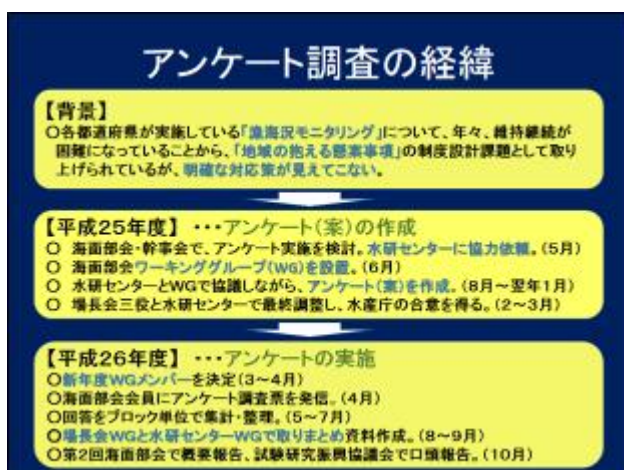 アンケート調査の経緯
【背景】
○各都道府県が実施している「漁海況モニタリング」について、年々、維持継続が
困難になっていることから、「地域の抱える懸案事項」の制度設計課題として取り
上げられているが、明確な対応策が見えてこない。
【平成25年度】 ･･･アンケート(案)の作成
○ 海面部会・幹事会で、アンケート実施を検討。水研センターに協力依頼。(5月)
○ 海面部会ワーキンググループ(WG)を設置。(6月)
○ 水研センターとWGで協議しながら、アンケート(案)を作成。(8月～翌年1月)
○ 場長会三役と水研センターで最終調整し、水産庁の合意を得る。(2～3月)
【平成26年度】 ･･･アンケートの実施
○新年度WGメンバーを決定(3～4月)
○海面部会会員にアンケート調査票を発信。(4月)
○回答をブロック単位で集計・整理。(5～7月)
○場長会WGと水研センターWGで取りまとめ資料作成。(8～9月)
○第2回海面部会で概要報告、試験研究振興協議会で口頭報告。(10月)